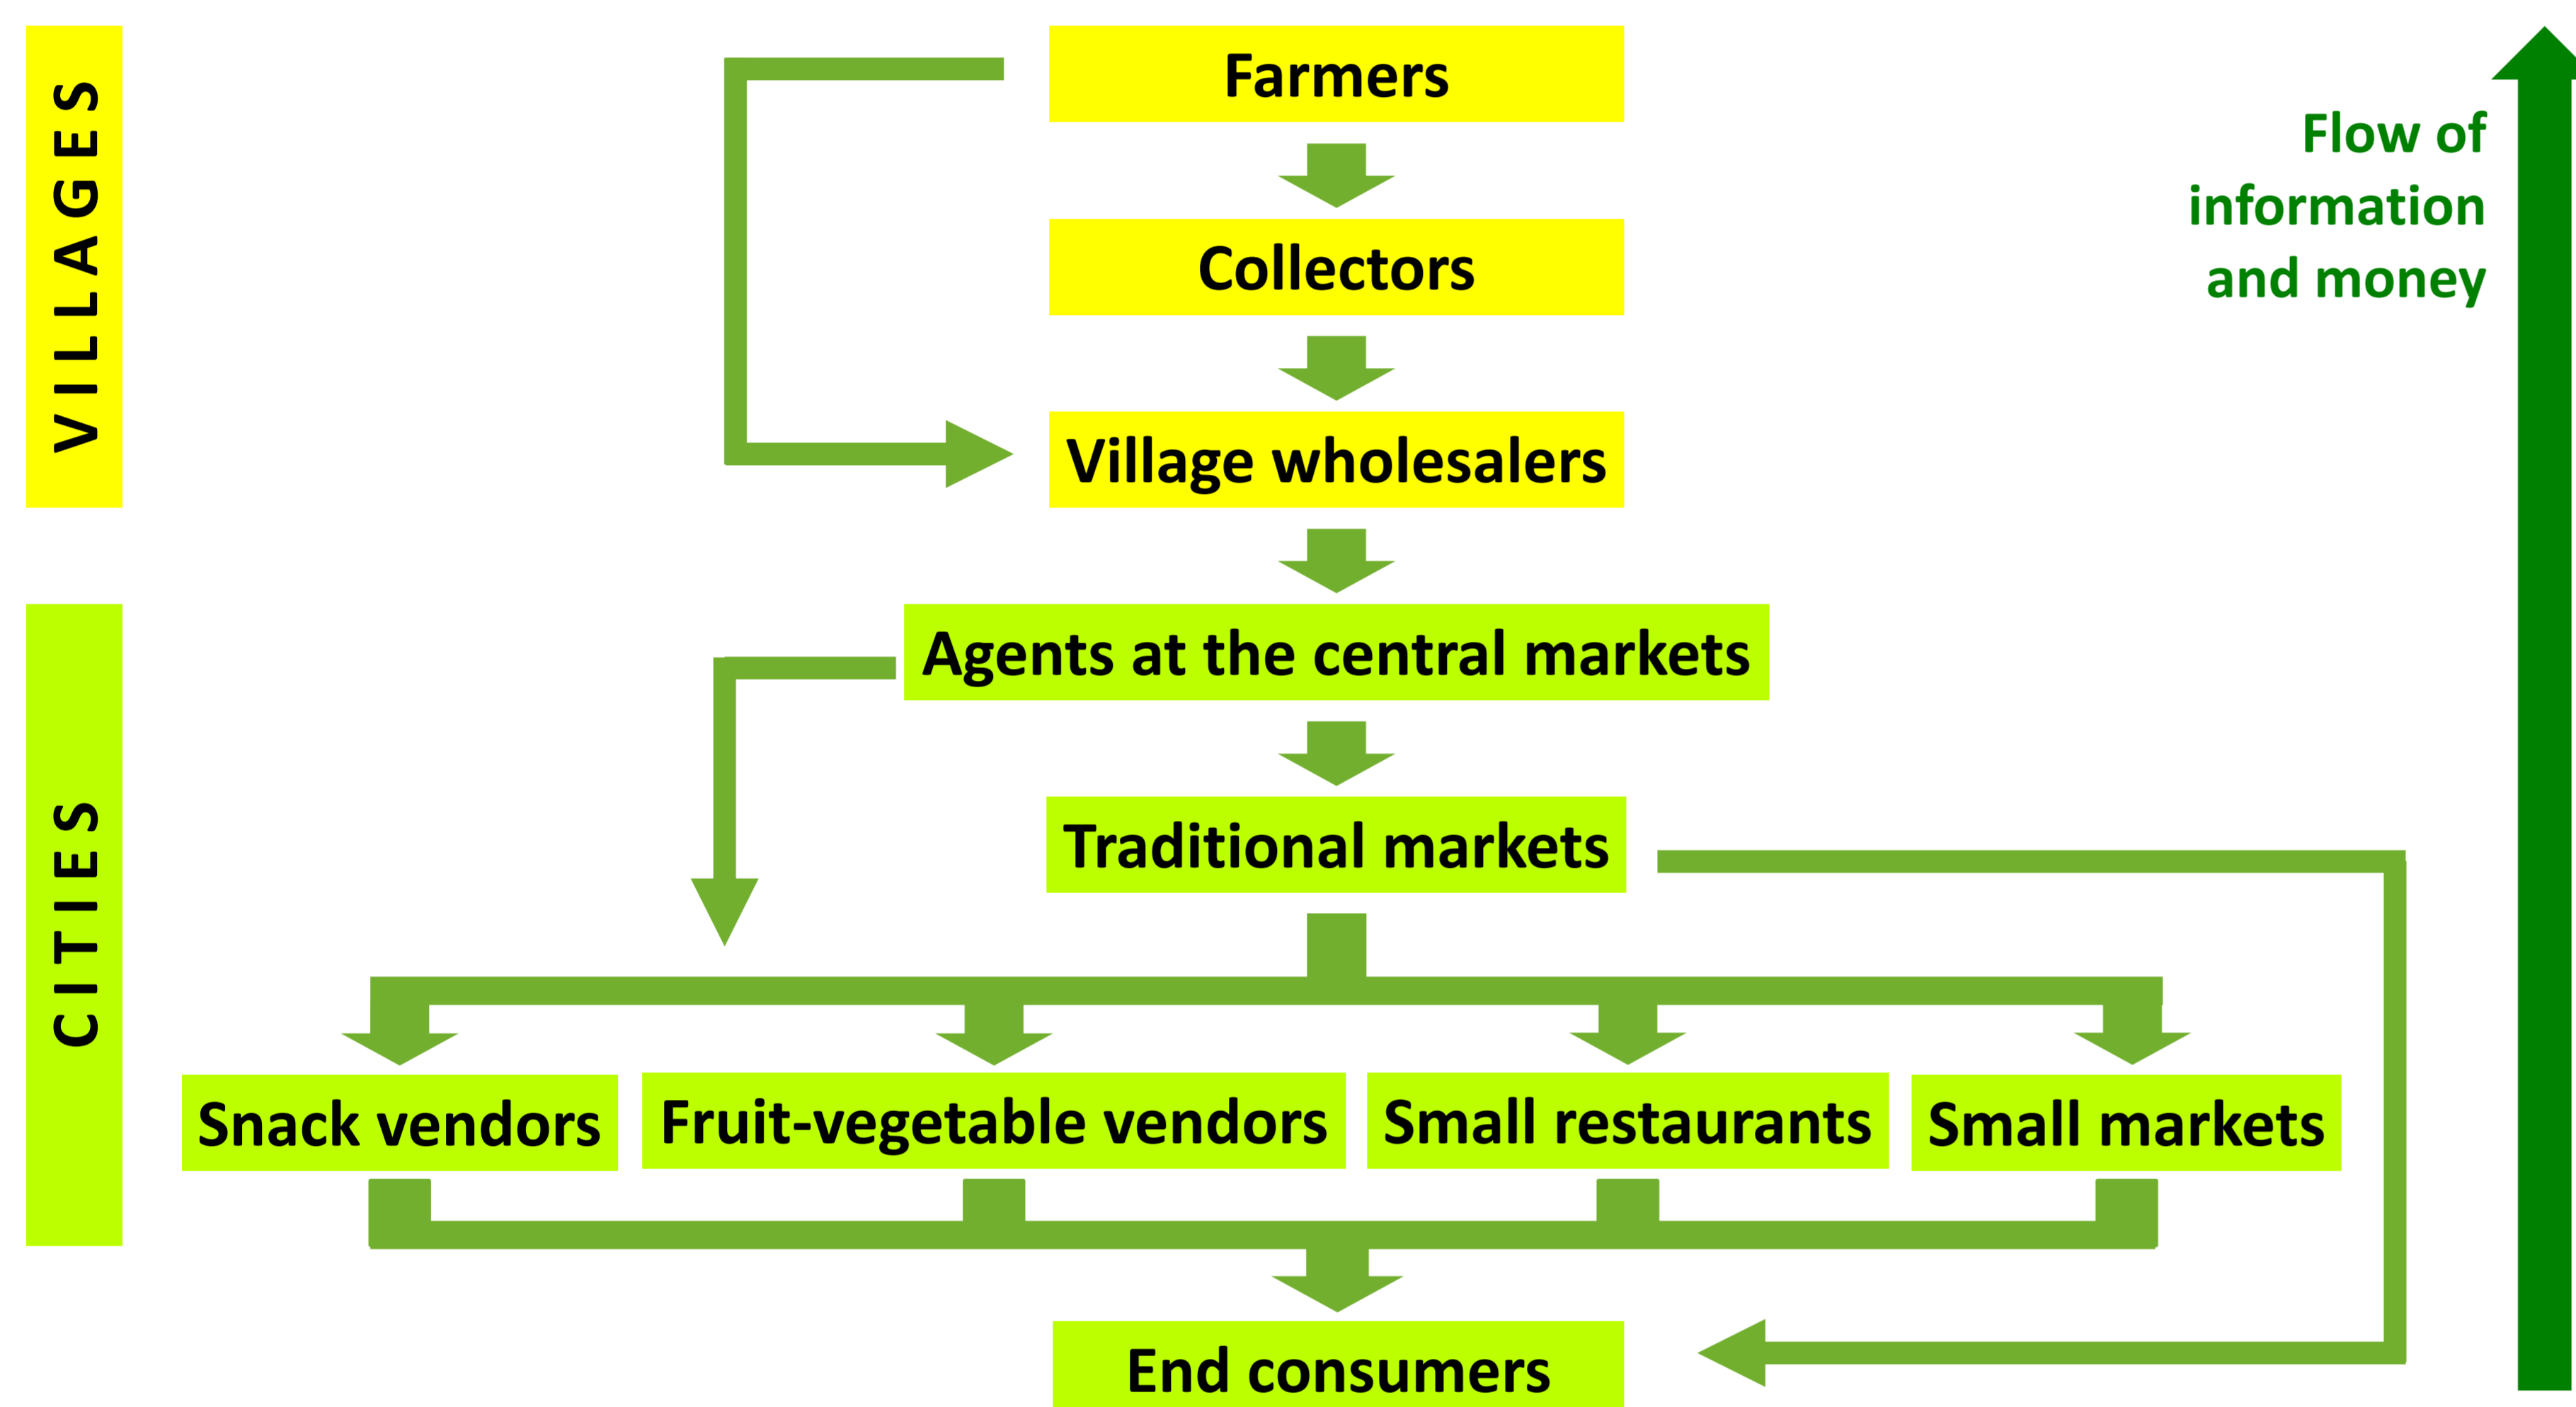 VILLAGES
Farmers
Flow of
information
and money
Collectors
Village wholesalers
CITIES
Agents at the central markets
Traditional markets
Snack vendors
Fruit-vegetable vendors
Small restaurants
Small markets
End consumers